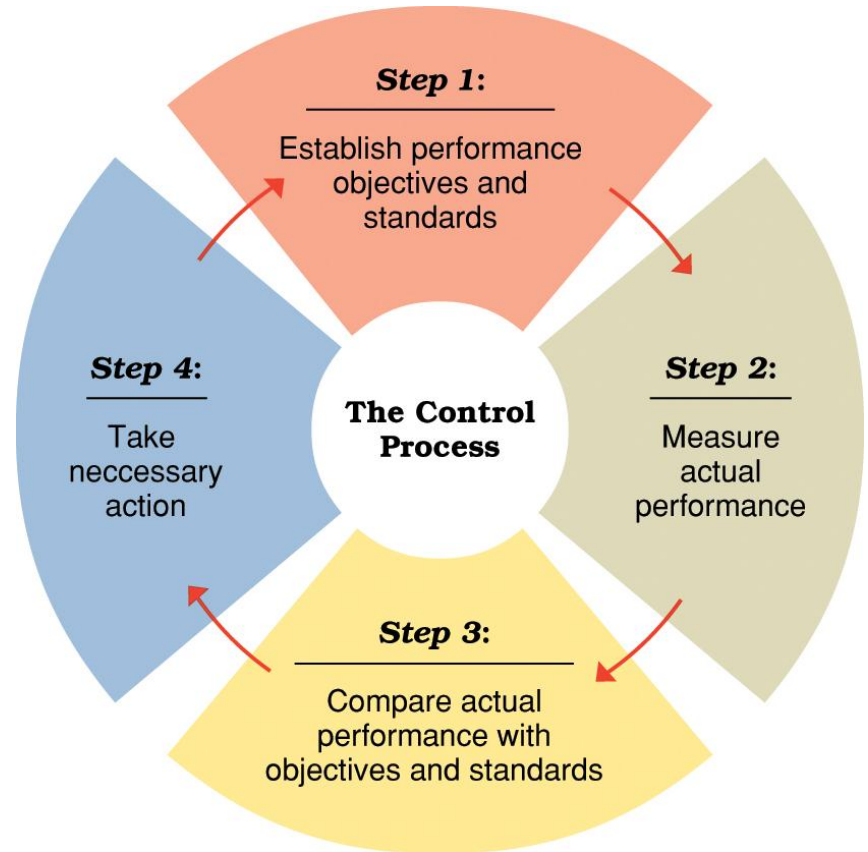 Step 1:
Establish performance
objectives and
standards
Step 2:
Measure
actual
performance
Step 3:
Compare actual
performance with
objectives and standards
Step 4:
Take
neccessary
action
The Control
Process